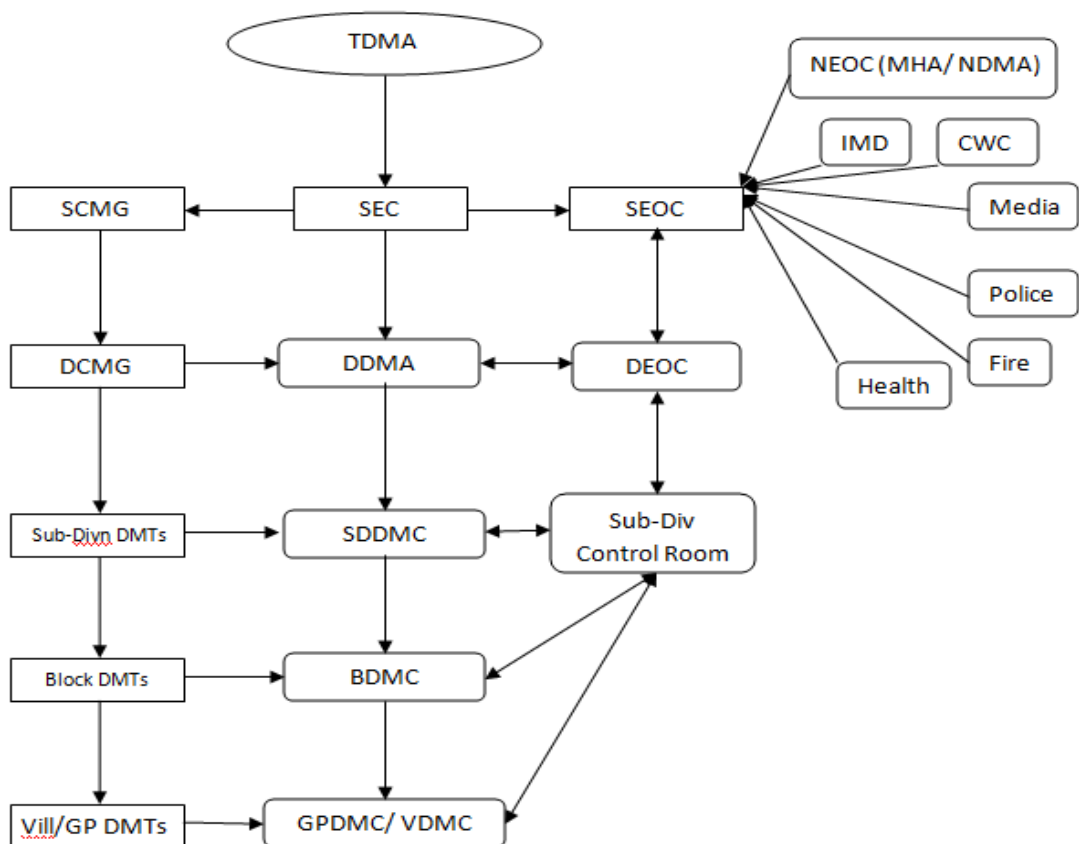 TDMA
NEOC (MHA/ NDMA)
IMD
CWC
SCMG
SEC
SEOC
Media
Police
DCMG
DDMA
DEOC
Fire
Health
Sub-Divn DMTs
SDDMC
Sub-Div
Control Room
Block DMTs
BDMC
Vill/GP DMTs
GPDMC/ VDMC